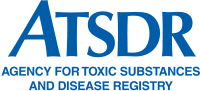 ATSDR
AGENCY FOR TOXIC SUBSTANCES
AND DISEASE REGISTRY